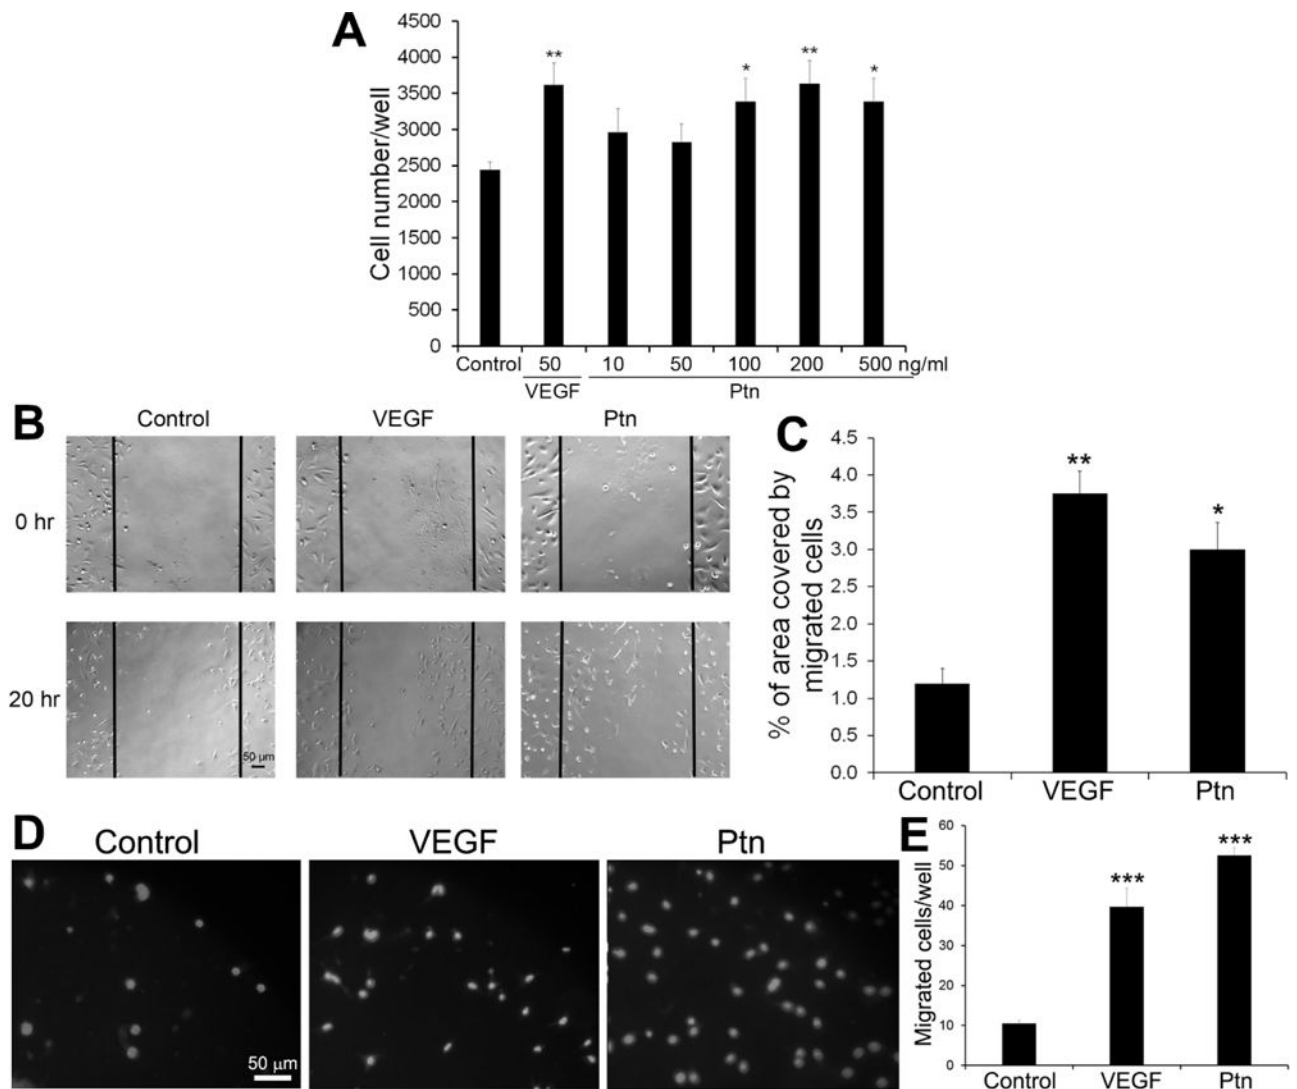 A
4500
4000
3500
3000
2500
2000
1500
1000
500
0
Cell number/well
** * ** *
Control 50 10 50 100 200 500 ng/ml
VEGF Ptn
B
Control VEGF Ptn
0 hr
20 hr
50 µm
C
4.5
4.0
3.5
3.0
2.5
2.0
1.5
1.0
0.5
0.0
% of area covered by
migrated cells
** *
Control VEGF Ptn
D
Control VEGF Ptn
50 µm
E
60
50
40
30
20
10
0
Migrated cells/well
*** ***
Control VEGF Ptn